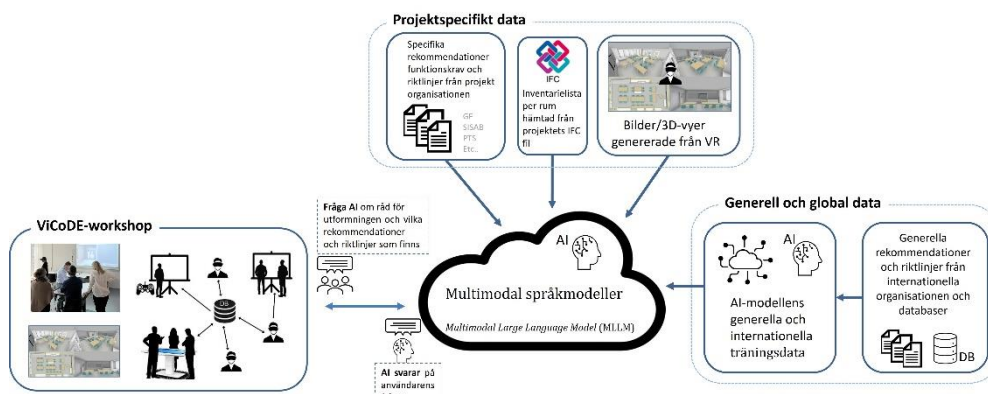 Projektspecifikt data
Specifika
rekommendationer
funktionskrav och
riktlinjer från projekt
organisationen
GF
SISAB
PTS
Etc..
IFC
Inventarielista
per rum
hämtad från
projektets IFC
fil
Bilder/3D-vyer
genererade från VR
ViCoDE-workshop
DB
Fråga AI om råd för
utformningen och vilka
rekommendationer
och riktlinjer som finns
AI
Multimodal språkmodeller
Multimodal Large Language Model (MLLM)
AI svarar på
användarens
Generell och global data
AI
AI-modellens
generella och
internationella
träningsdata
Generella
rekommendationer
och riktlinjer från
internationella
organisationen och
databaser
DB